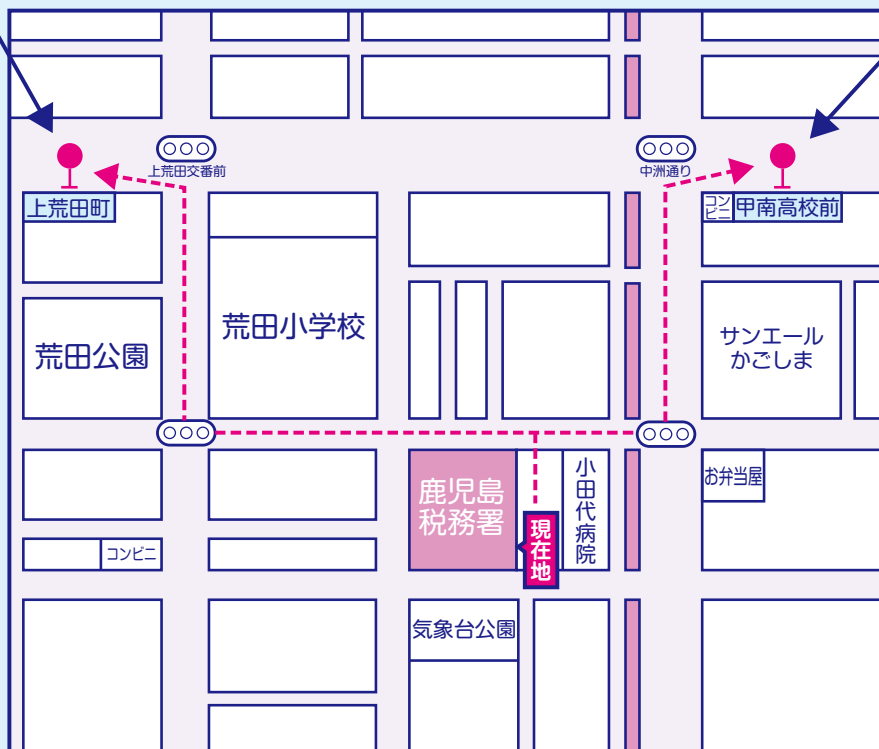 上荒田交番前
中洲通り
上荒田町
コン
ビニ
甲南高校前
荒田小学校
荒田公園
サンエール
かごしま
鹿児島
税務署
小田代病院
お弁当屋
現在地
コンビニ
気象台公園